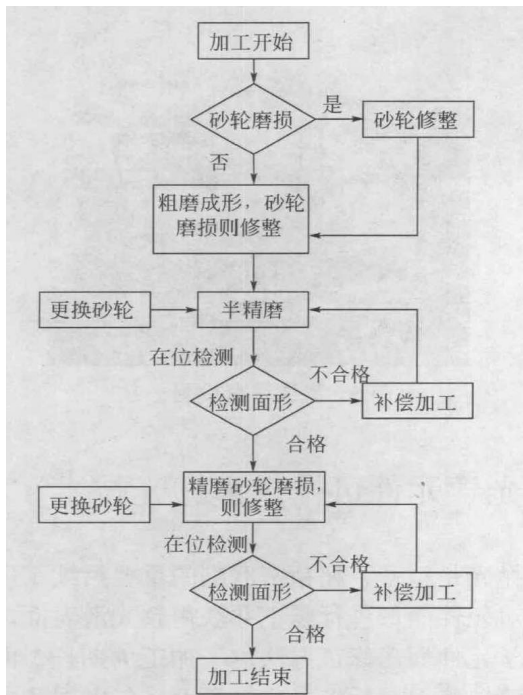 加工开始
砂轮磨损
是
砂轮修整
否
粗磨成形，砂轮
磨损则修整
更换砂轮
半精磨
在位检测
不合格
检测面形
补偿加工
合格
更换砂轮
精磨砂轮磨损，
则修整
在位检测
不合格
检测面形
补偿加工
合格
加工结束